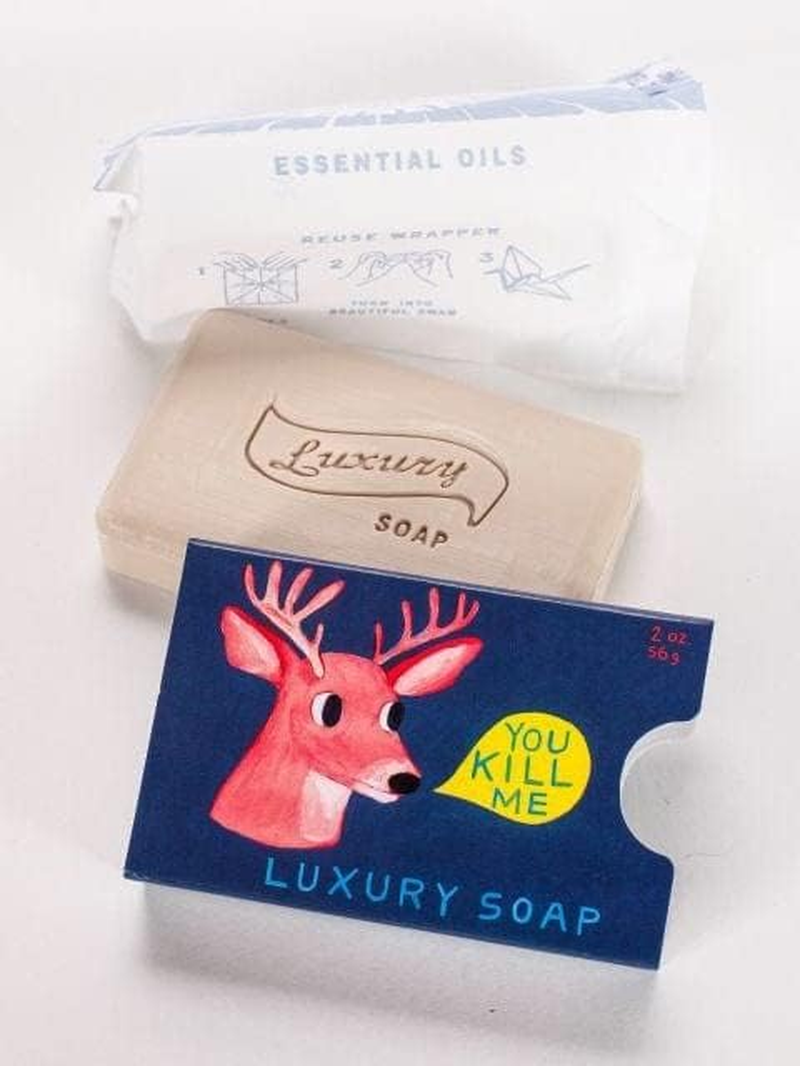 ESSENTIAL OILS
REUSE WRAPPER
1 2 3
TURN INTO
BEAUTIFUL SWAN
Luxury
SOAP
2 oz.
56g
YOU
KILL
ME
LUXURY SOAP